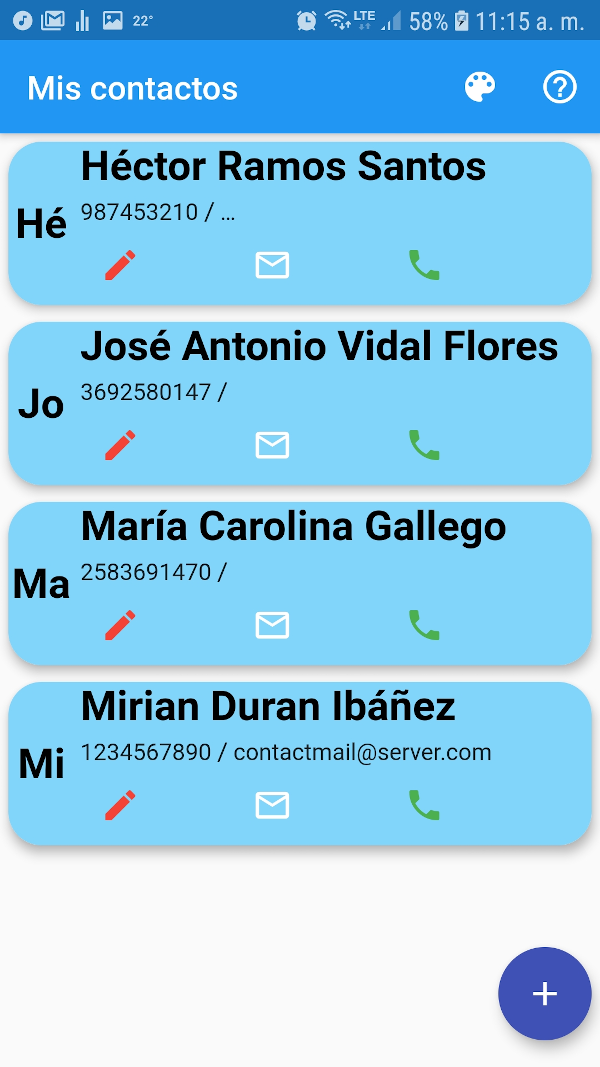 22° LTE 58% 11:15 a. m.
Mis contactos
Héctor Ramos Santos
Hé
987453210 / ...
José Antonio Vidal Flores
Jo
3692580147 /
María Carolina Gallego
Ma
2583691470 /
Mirian Duran Ibáñez
Mi
1234567890 / contactmail@server.com